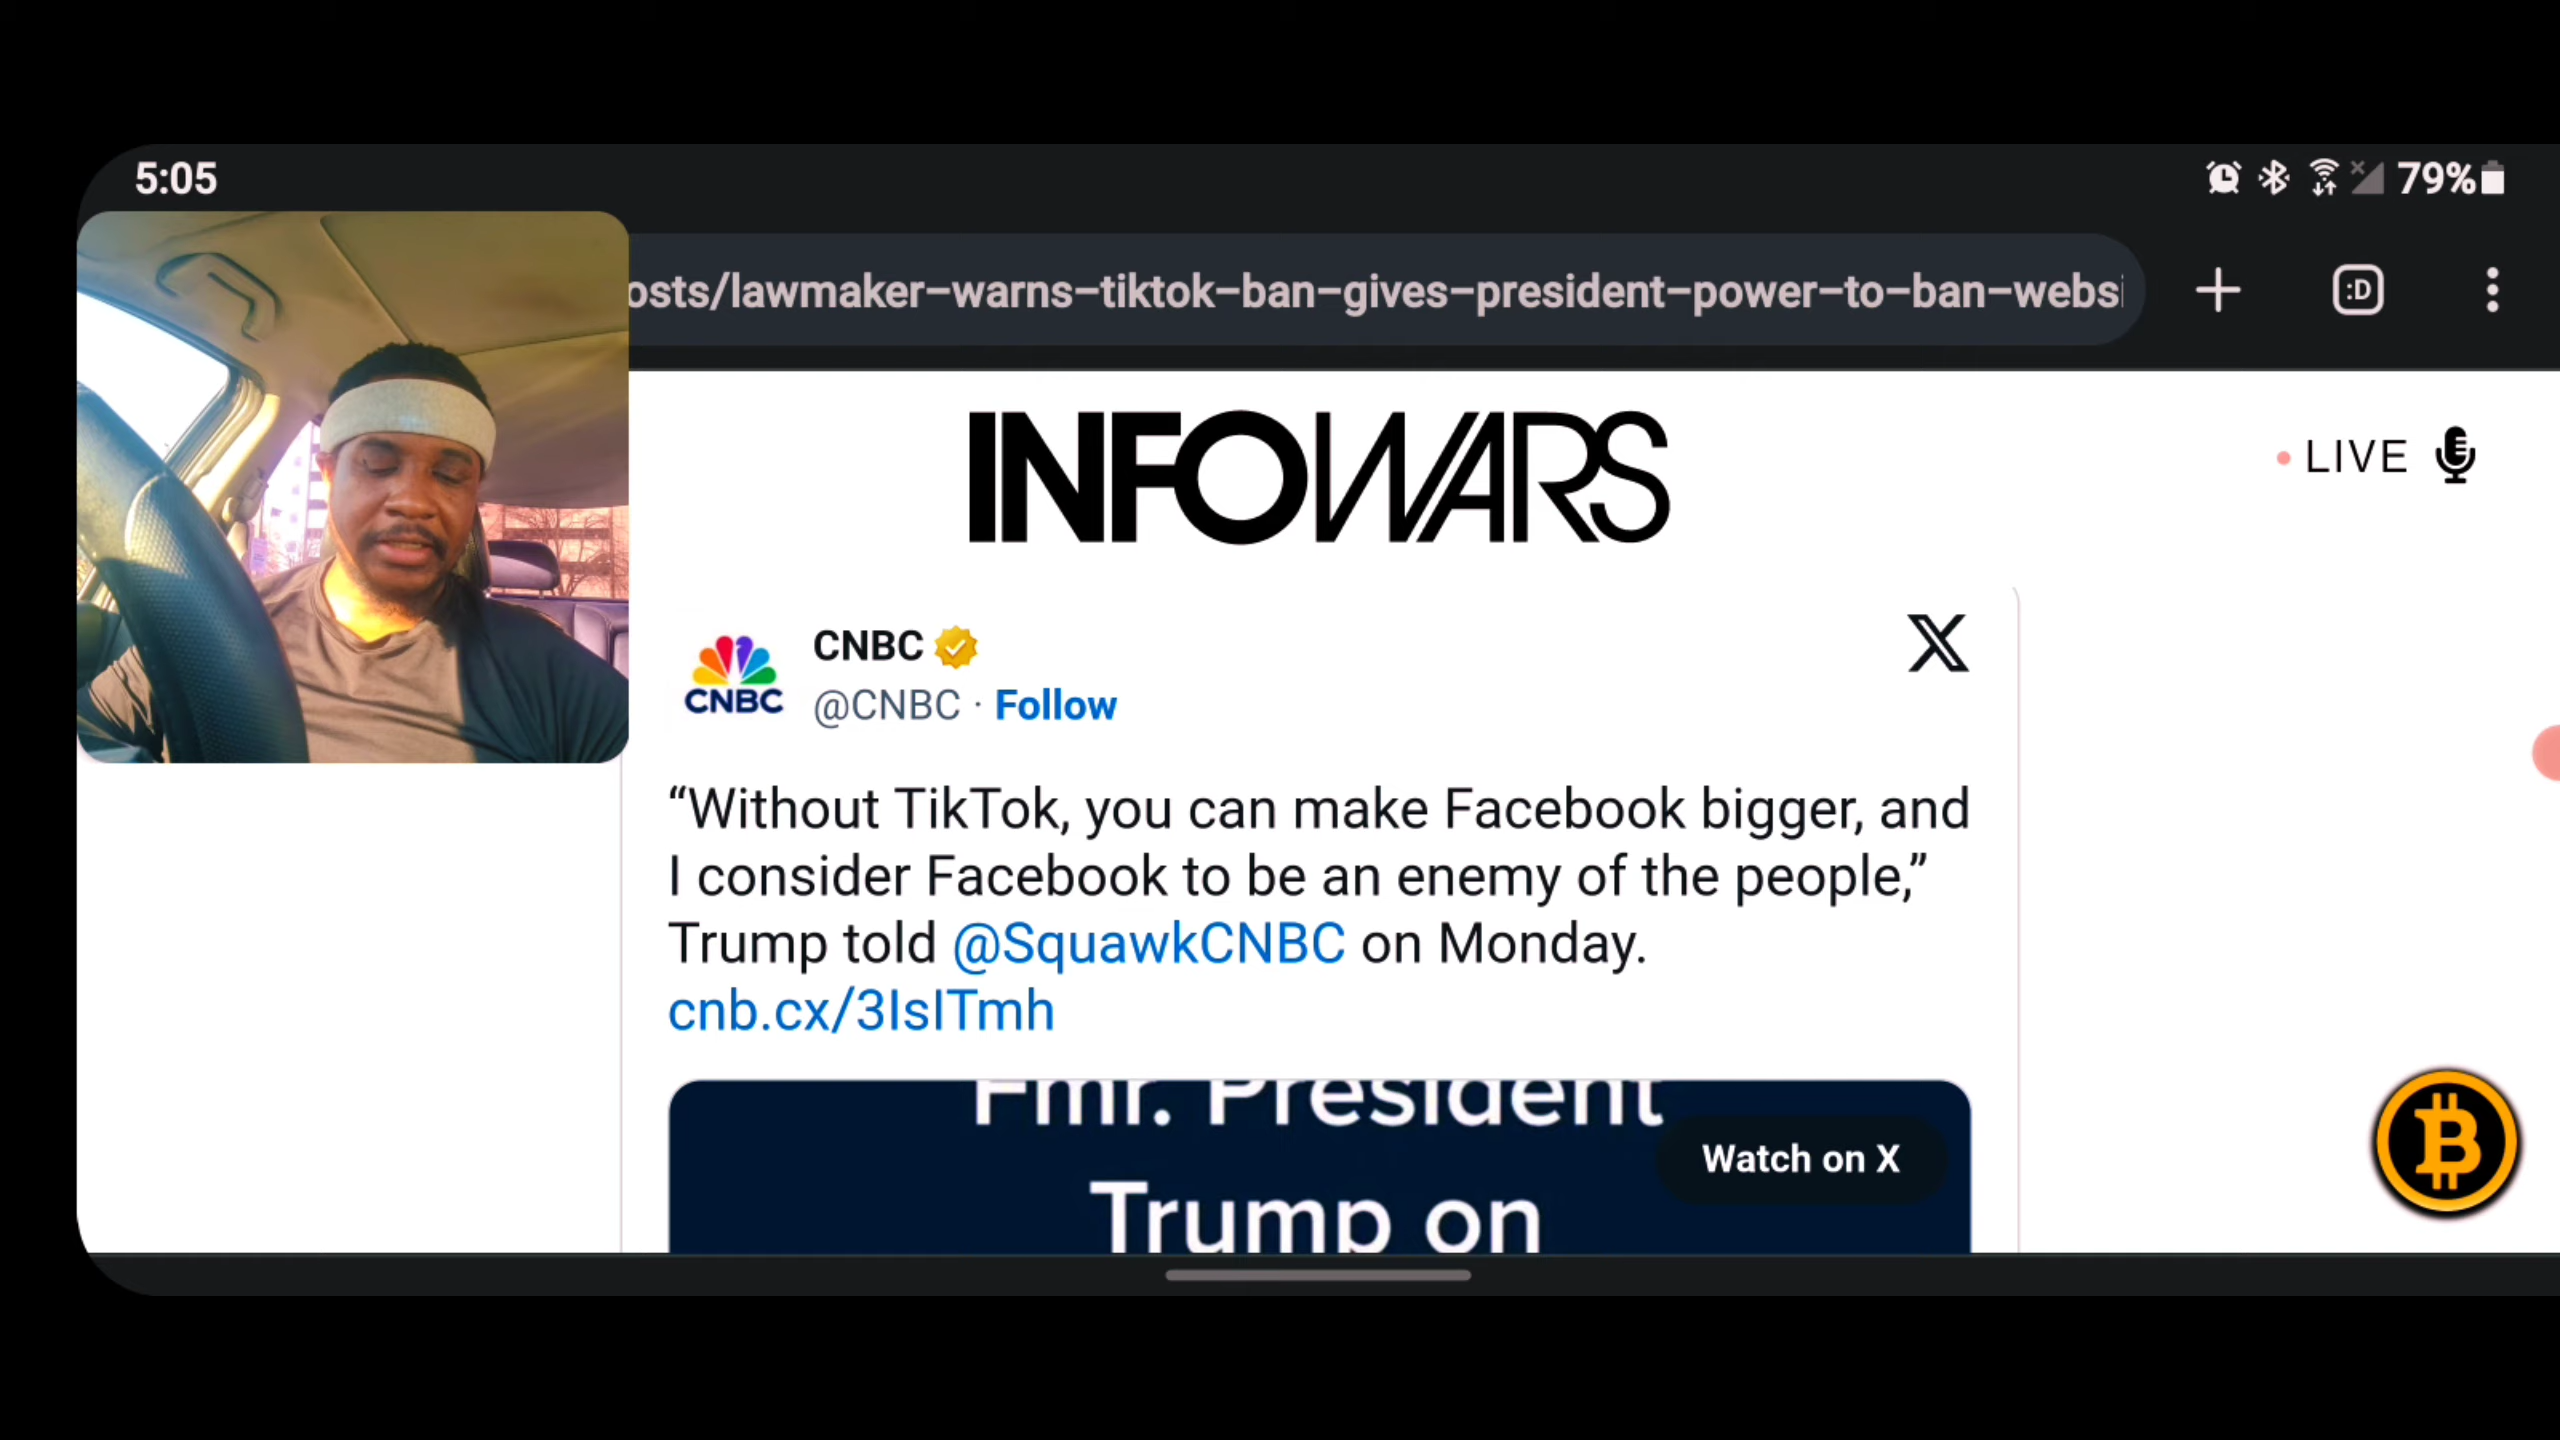 5:05
79%
osts/lawmaker-warns-tiktok-ban-gives-president-power-to-ban-websi
:D
INFOWARS
LIVE
CNBC
CNBC
@CNBC · Follow
“Without TikTok, you can make Facebook bigger, and
I consider Facebook to be an enemy of the people,”
Trump told @SquawkCNBC on Monday.
cnb.cx/3IsITmh
Fmr. President
Watch on X
Trump on